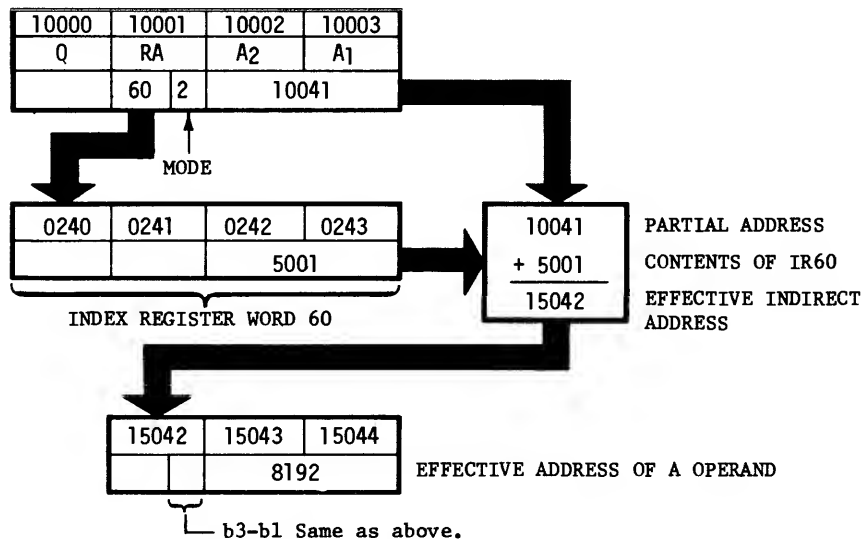 10000 10001 10002 10003
Q RA A2 A1
60 2 10041
MODE
0240 0241 0242 0243
5001
INDEX REGISTER WORD 60
10041 PARTIAL ADDRESS
+ 5001 CONTENTS OF IR60
15042 EFFECTIVE INDIRECT
ADDRESS
15042 15043 15044
8192 EFFECTIVE ADDRESS OF A OPERAND
b3-b1 Same as above.